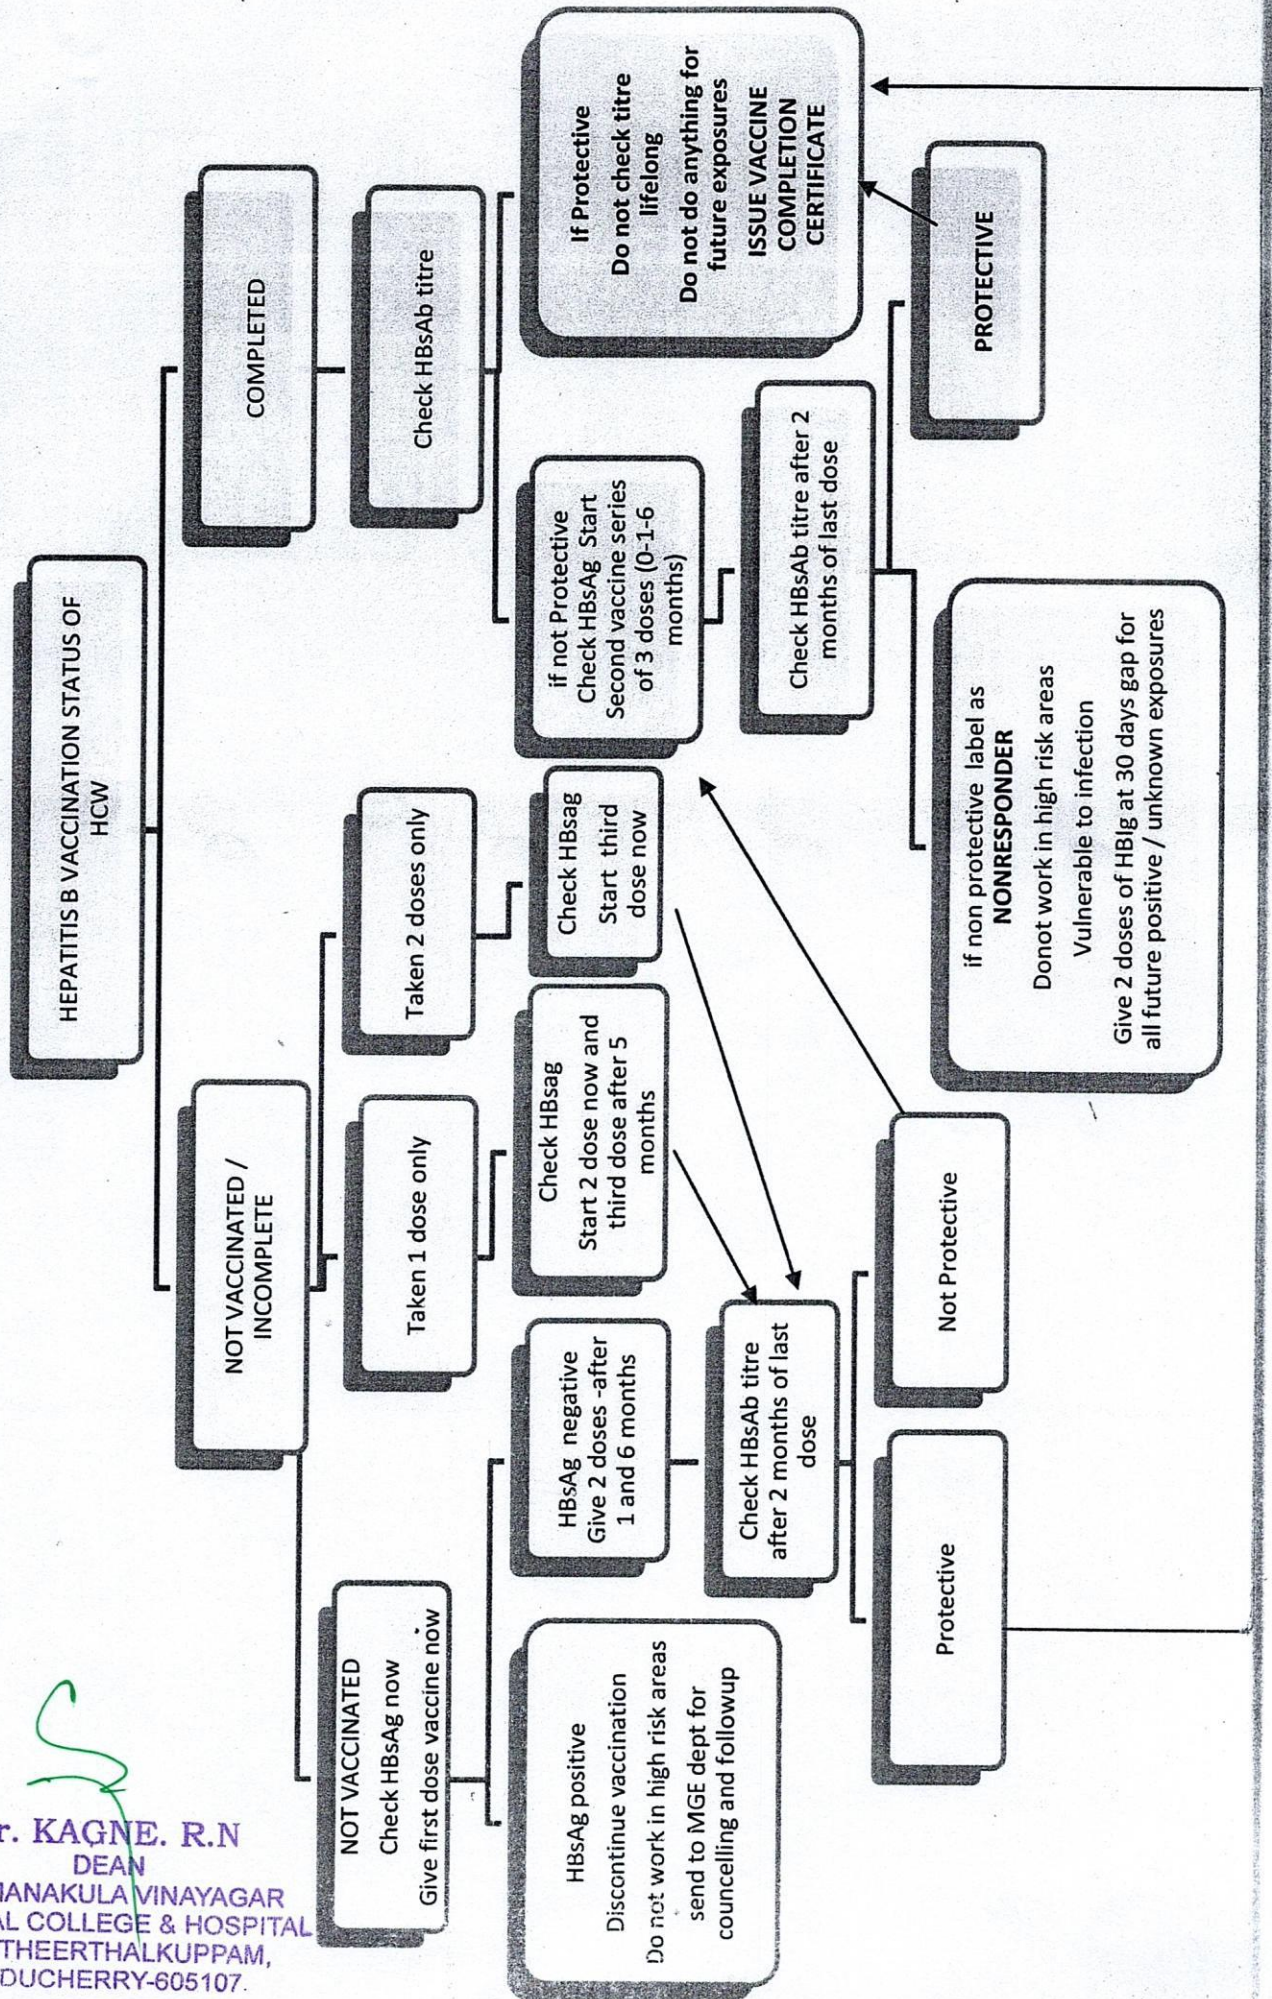 HEPATITIS B VACCINATION STATUS OF
HCW
NOT VACCINATED /
INCOMPLETE
COMPLETED
NOT VACCINATED
Check HBsAg now
Give first dose vaccine now
Taken 1 dose only
Taken 2 doses only
Check HBsAb titre
HBsAg positive
Discontinue vaccination
Do not work in high risk areas
send to MGE dept for
councelling and followup
HBsAg negative
Give 2 doses -after
1 and 6 months
Check HBsag
Start 2 dose now and
third dose after 5
months
Check HBsag
Start third
dose now
if not Protective
Check HBsAg Start
Second vaccine series
of 3 doses (0-1-6
months)
If Protective
Do not check titre
lifelong
Do not do anything for
future exposures
ISSUE VACCINE
COMPLETION
CERTIFICATE
Check HBsAb titre
after 2 months of last
dose
Check HBsAb titre after 2
months of last dose
Protective
Not Protective
if non protective label as
NONRESPONDER
Donot work in high risk areas
Vulnerable to infection
Give 2 doses of HBIg at 30 days gap for
all future positive / unknown exposures
PROTECTIVE
r. KAGNE. R.N
DEAN
MANAKULA VINAYAGAR
AL COLLEGE & HOSPITAL
THEERTHALKUPPAM,
DUCHERRY-605107.